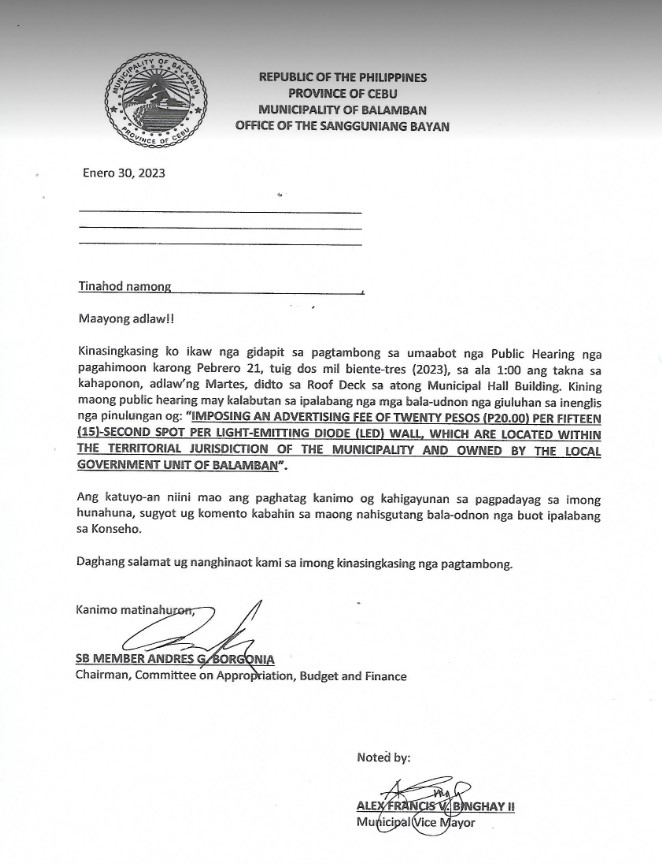 MUNICIPALITY OF BALAMBAN
PROVINCE OF CEBU
REPUBLIC OF THE PHILIPPINES
PROVINCE OF CEBU
MUNICIPALITY OF BALAMBAN
OFFICE OF THE SANGGUNIANG BAYAN
Enero 30, 2023
Tinahod namong
Maayong adlaw!!
Kinasingkasing ko ikaw nga gidapit sa pagtambong sa umaabot nga Public Hearing nga
pagahimoon karong Pebrero 21, tuig dos mil biente-tres (2023), sa ala 1:00 ang takna sa
kahaponon, adlaw'ng Martes, didto sa Roof Deck sa atong Municipal Hall Building. Kining
maong public hearing may kalabutan sa ipalabang nga mga bala-udnon nga giuluhan sa inenglis
nga pinulungan og: "IMPOSING AN ADVERTISING FEE OF TWENTY PESOS (P20.00) PER FIFTEEN
(15)-SECOND SPOT PER LIGHT-EMITTING DIODE (LED) WALL, WHICH ARE LOCATED WITHIN
THE TERRITORIAL JURISDICTION OF THE MUNICIPALITY AND OWNED BY THE LOCAL
GOVERNMENT UNIT OF BALAMBAN".
Ang katuyo-an niini mao ang paghatag kanimo og kahigayunan sa pagpadayag sa imong
hunahuna, sugyot ug komento kabahin sa maong nahisgutang bala-odnon nga buot ipalabang
sa Konseho.
Daghang salamat ug nanghinaot kami sa imong kinasingkasing nga pagtambong.
Kanimo matinahuron,
SB MEMBER ANDRES G. BORGONIA
Chairman, Committee on Appropriation, Budget and Finance
Noted by:
ALEX FRANCIS V. BINGHAY II
Municipal Vice Mayor